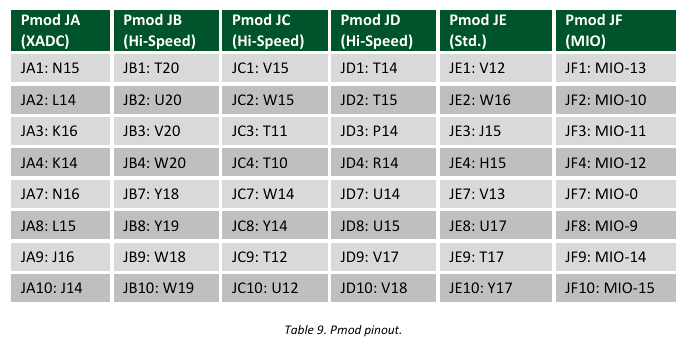 Pmod JA (XADC) Pmod JB (Hi-Speed) Pmod JC (Hi-Speed) Pmod JD (Hi-Speed) Pmod JE (Std.) Pmod JF (MIO)
JA1: N15 JB1: T20 JC1: V15 JD1: T14 JE1: V12 JF1: MIO-13
JA2: L14 JB2: U20 JC2: W15 JD2: T15 JE2: W16 JF2: MIO-10
JA3: K16 JB3: V20 JC3: T11 JD3: P14 JE3: J15 JF3: MIO-11
JA4: K14 JB4: W20 JC4: T10 JD4: R14 JE4: H15 JF4: MIO-12
JA7: N16 JB7: Y18 JC7: W14 JD7: U14 JE7: V13 JF7: MIO-0
JA8: L15 JB8: Y19 JC8: Y14 JD8: U15 JE8: U17 JF8: MIO-9
JA9: J16 JB9: W18 JC9: T12 JD9: V17 JE9: T17 JF9: MIO-14
JA10: J14 JB10: W19 JC10: U12 JD10: V18 JE10: Y17 JF10: MIO-15
Table 9. Pmod pinout.